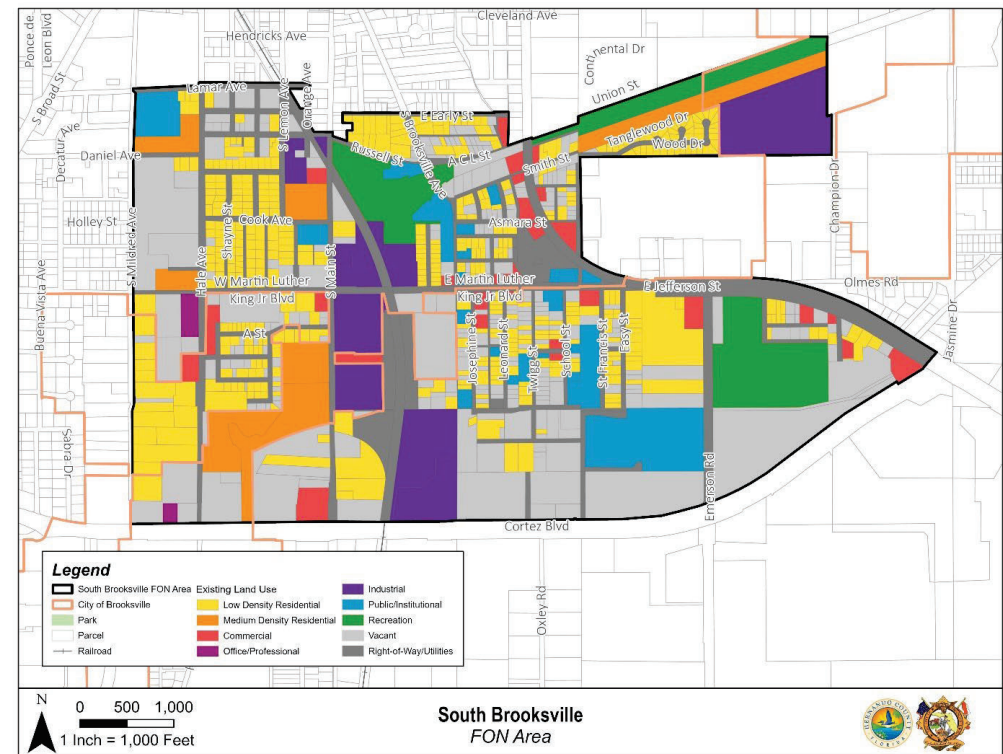 Cleveland Ave
Ponce de
Leon Blvd
Hendricks Ave
Continental Dr
S Broad St
Lamar Ave
S Lemon Ave
Orange Ave
Union St
E Early St
S Brooksville Ave
Tanglewood Dr
Wood Dr
Decatur Ave
Daniel Ave
Russell St
A C L St
Smith St
Champion Dr
Holley St
S Mildred Ave
Shayne St
Cook Ave
Asmara St
Hale Ave
S Main St
W Martin Luther
King Jr Blvd
E Martin Luther
King Jr Blvd
E Jefferson St
Olmes Rd
Buena Vista Ave
A St
Josephine St
Leonard St
Twigg St
School St
St Francis St
Easy St
Jasmine Dr
Sabra Dr
Emerson Rd
Cortez Blvd
Oxley Rd
Legend
South Brooksville FON Area
City of Brooksville
Park
Parcel
Railroad
Existing Land Use
Low Density Residential
Medium Density Residential
Commercial
Office/Professional
Industrial
Public/Institutional
Recreation
Vacant
Right-of-Way/Utilities
N
0 500 1,000
1 Inch = 1,000 Feet
South Brooksville
FON Area
HERNANDO COUNTY
FLORIDA